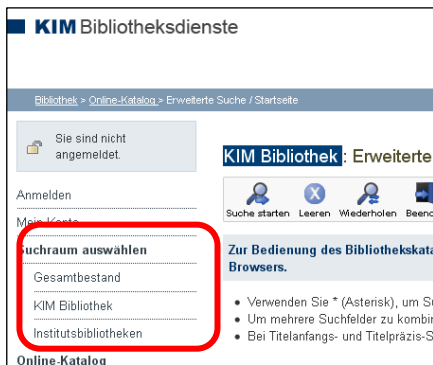 KIM Bibliotheksdienste
Bibliothek > Online-Katalog > Erweiterte Suche / Startseite
Sie sind nicht
angemeldet.
Anmelden
Mein Konto
Suchraum auswählen
Gesamtbestand
KIM Bibliothek
Institutsbibliotheken
Online-Katalog
KIM Bibliothek : Erweiterte
Suche starten Leeren Wiederholen Beend
Zur Bedienung des Bibliothekskata
Browsers.
• Verwenden Sie * (Asterisk), um Su
• Um mehrere Suchfelder zu kombin
• Bei Titelanfangs- und Titelpräzis-S